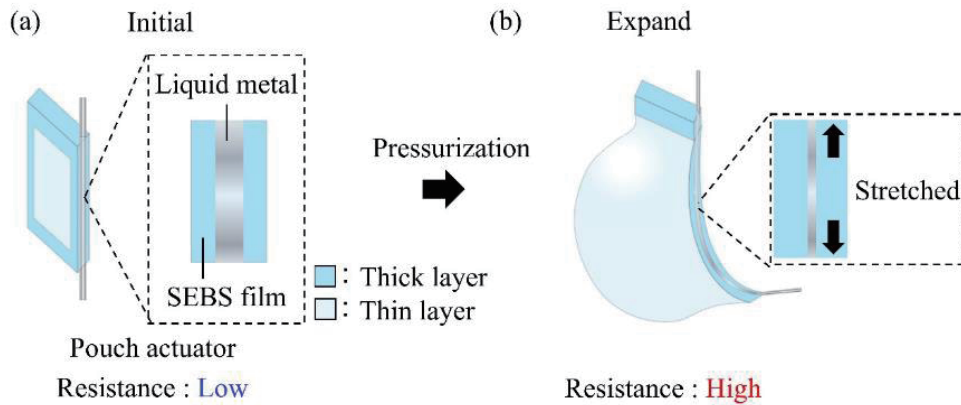 (a)
Initial
Liquid metal
SEBS film
Pouch actuator
Resistance : Low
Pressurization
: Thick layer
: Thin layer
(b)
Expand
Stretched
Resistance : High